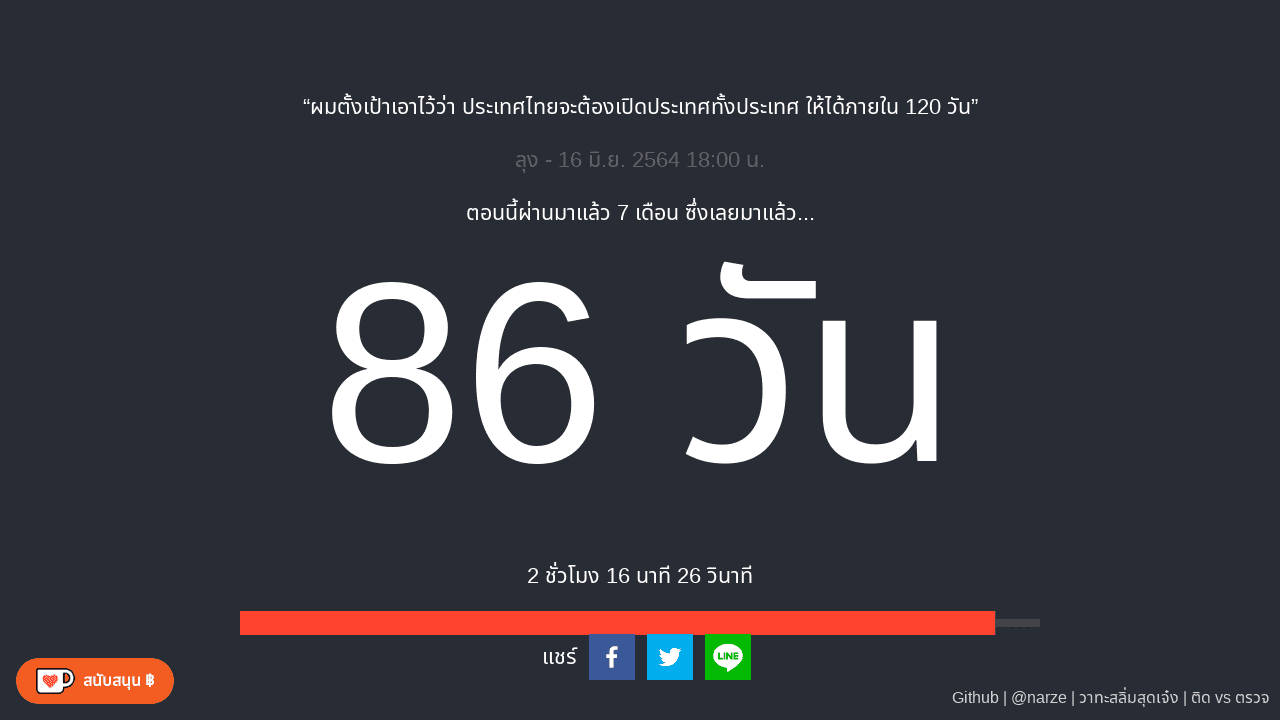 “ผมตั้งเป้าเอาไว้ว่า ประเทศไทยจะต้องเปิดประเทศทั้งประเทศ ให้ได้ภายใน 120 วัน”
ลุง - 16 มิ.ย. 2564 18:00 น.
ตอนนี้ผ่านมาแล้ว 7 เดือน ซึ่งเลยมาแล้ว...
86 วัน
2 ชั่วโมง 16 นาที 26 วินาที
แชร์
LINE
สนับสนุน ฿
Github | @narze | วาทะสลิ่มสุดเจ๋ง | ติด vs ตรวจ